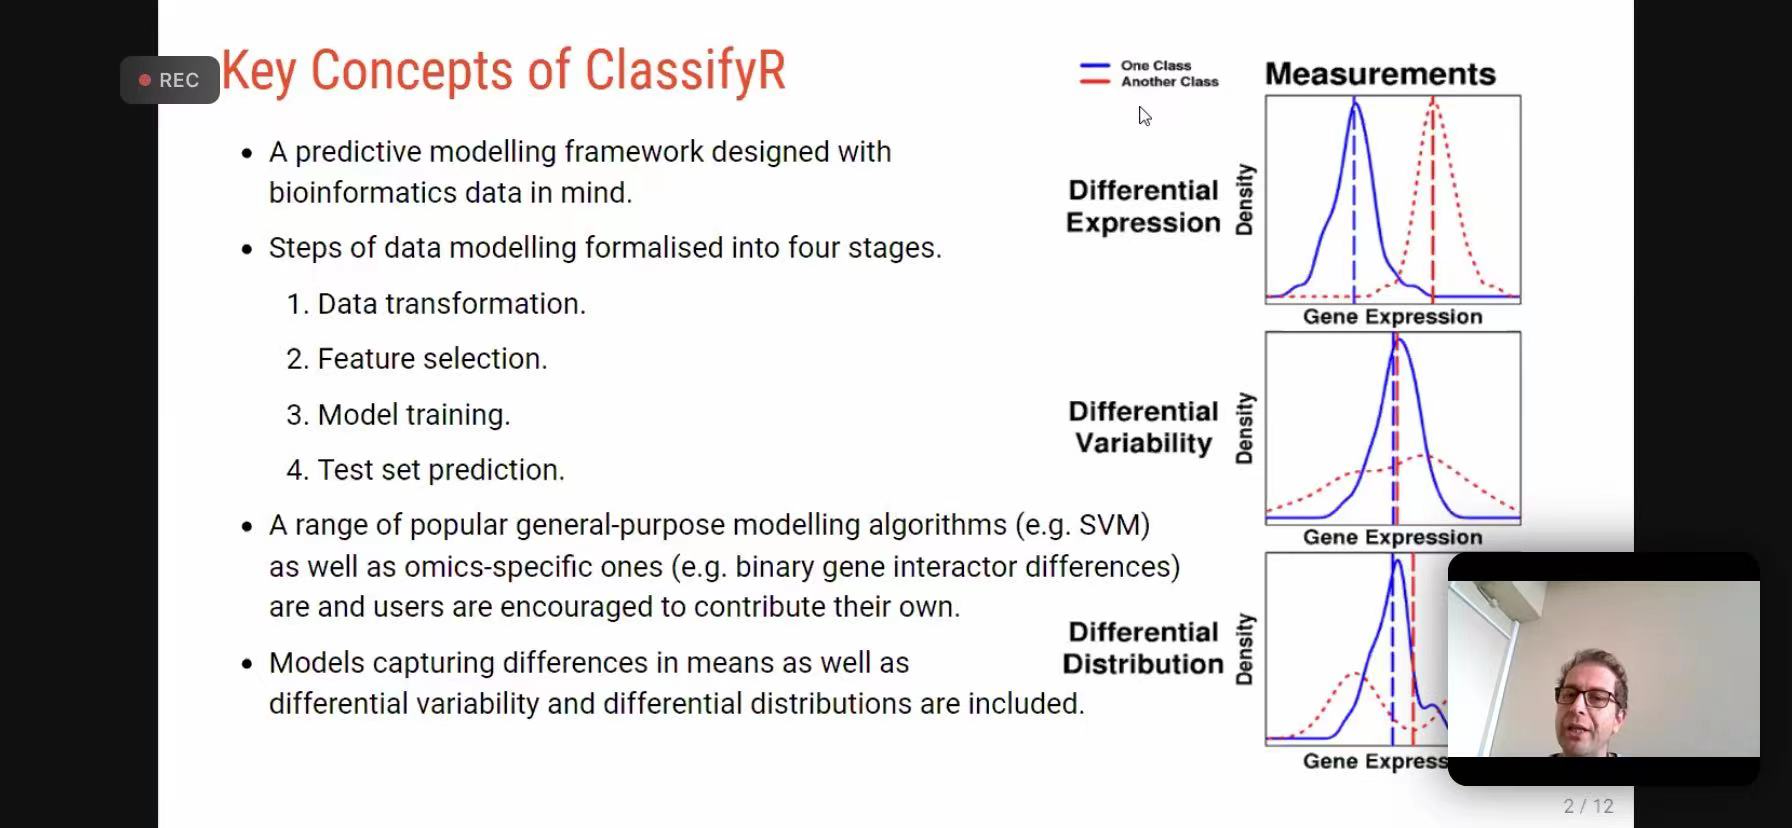 REC
Key Concepts of ClassifyR
• A predictive modelling framework designed with
bioinformatics data in mind.
• Steps of data modelling formalised into four stages.
1. Data transformation.
2. Feature selection.
3. Model training.
4. Test set prediction.
• A range of popular general-purpose modelling algorithms (e.g. SVM)
as well as omics-specific ones (e.g. binary gene interactor differences)
are and users are encouraged to contribute their own.
• Models capturing differences in means as well as
differential variability and differential distributions are included.
One Class
Another Class
Measurements
Differential
Expression
Density
Gene Expression
Differential
Variability
Density
Gene Expression
Differential
Distribution
Density
Gene Express
2 / 12